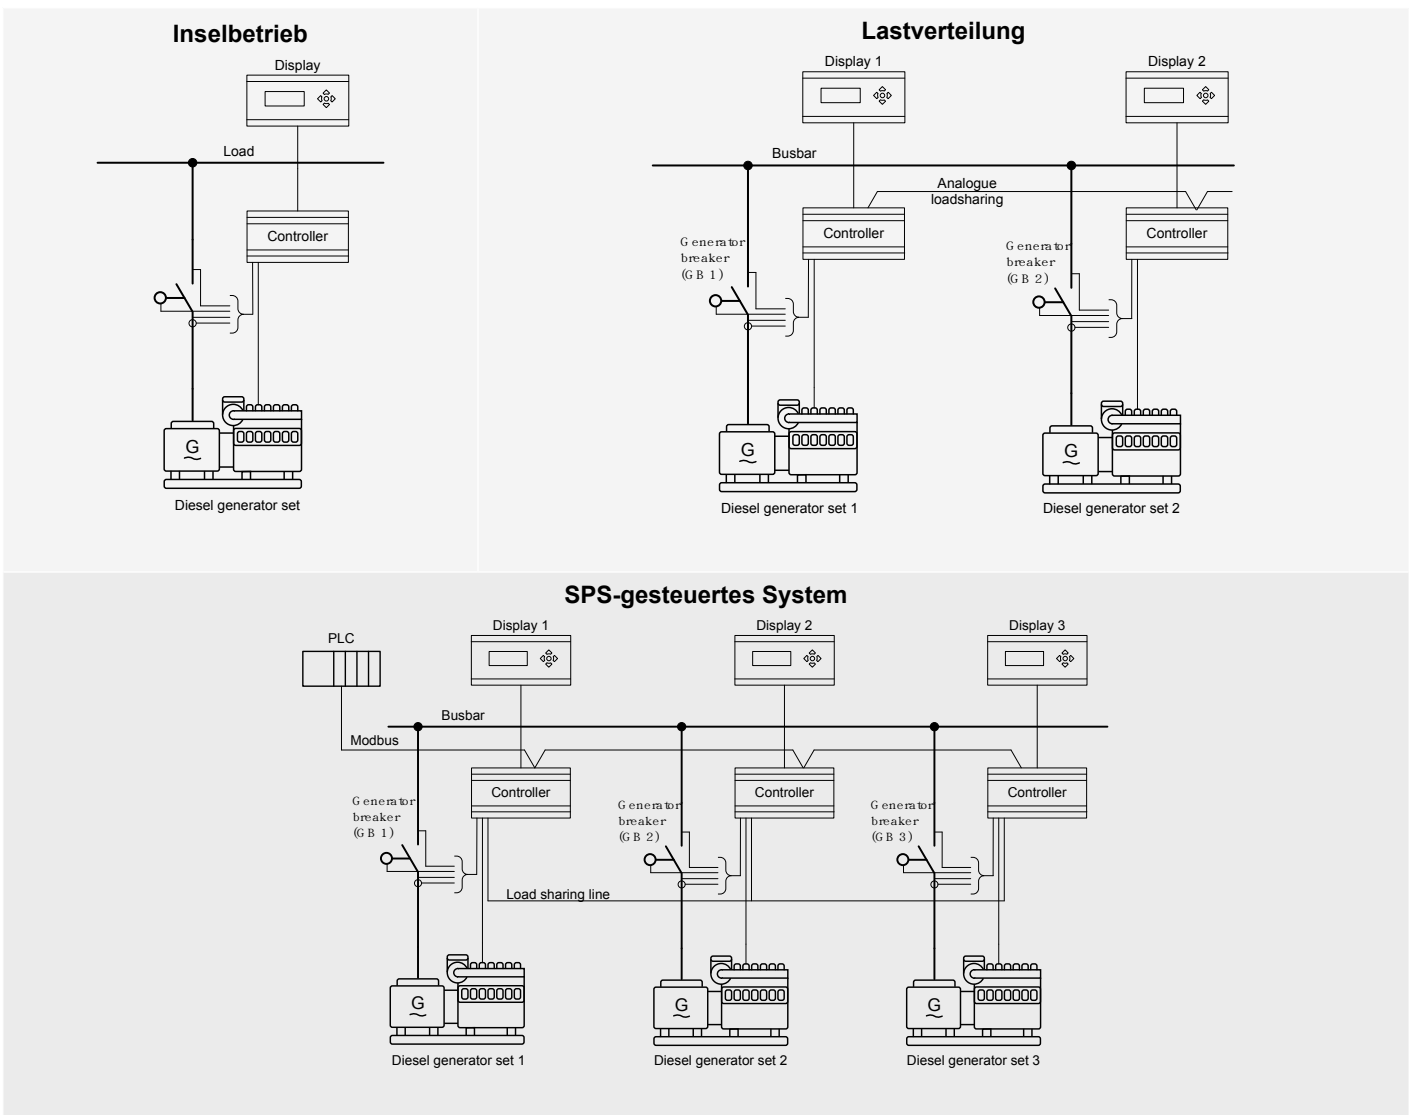 Inselbetrieb
Display
Load
Controller
G
Diesel generator set
Lastverteilung
Display 1
Display 2
Busbar
Analogue
loadsharing
Controller
Controller
Generator
breaker
(GB 1)
Generator
breaker
(GB 2)
G
G
Diesel generator set 1
Diesel generator set 2
SPS-gesteuertes System
PLC
Display 1
Display 2
Display 3
Busbar
Modbus
Controller
Controller
Controller
Generator
breaker
(GB 1)
Generator
breaker
(GB 2)
Generator
breaker
(GB 3)
Load sharing line
G
G
G
Diesel generator set 1
Diesel generator set 2
Diesel generator set 3